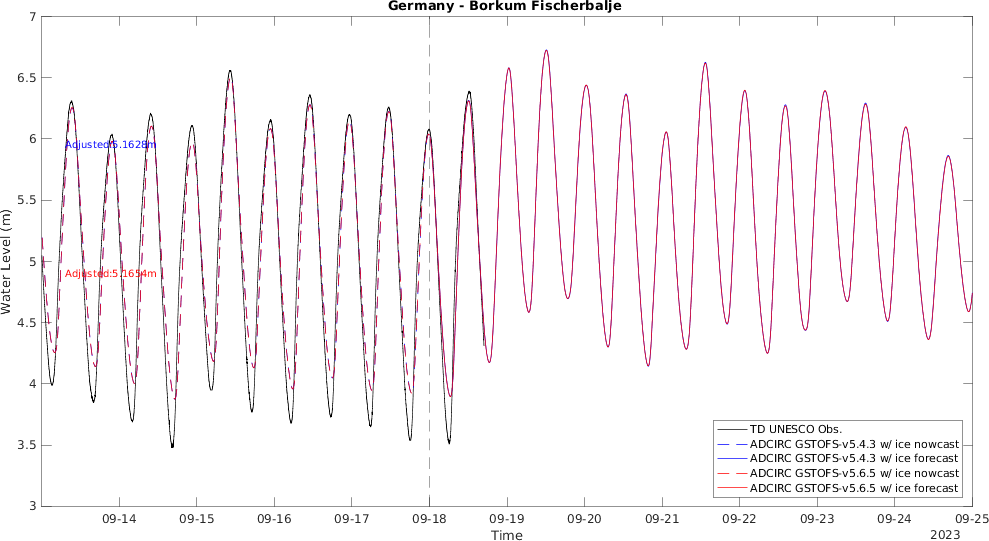 Germany - Borkum Fischerbalje
7
6.5
6
5.5
5
4.5
4
3.5
3
Water Level (m)
Adjusted:5.1628m
Adjusted:5.1654m
TD UNESCO Obs.
ADCIRC GSTOFS-v5.4.3 w/ ice nowcast
ADCIRC GSTOFS-v5.4.3 w/ ice forecast
ADCIRC GSTOFS-v5.6.5 w/ ice nowcast
ADCIRC GSTOFS-v5.6.5 w/ ice forecast
09-14 09-15 09-16 09-17 09-18 09-19 09-20 09-21 09-22 09-23 09-24 09-25
Time
2023